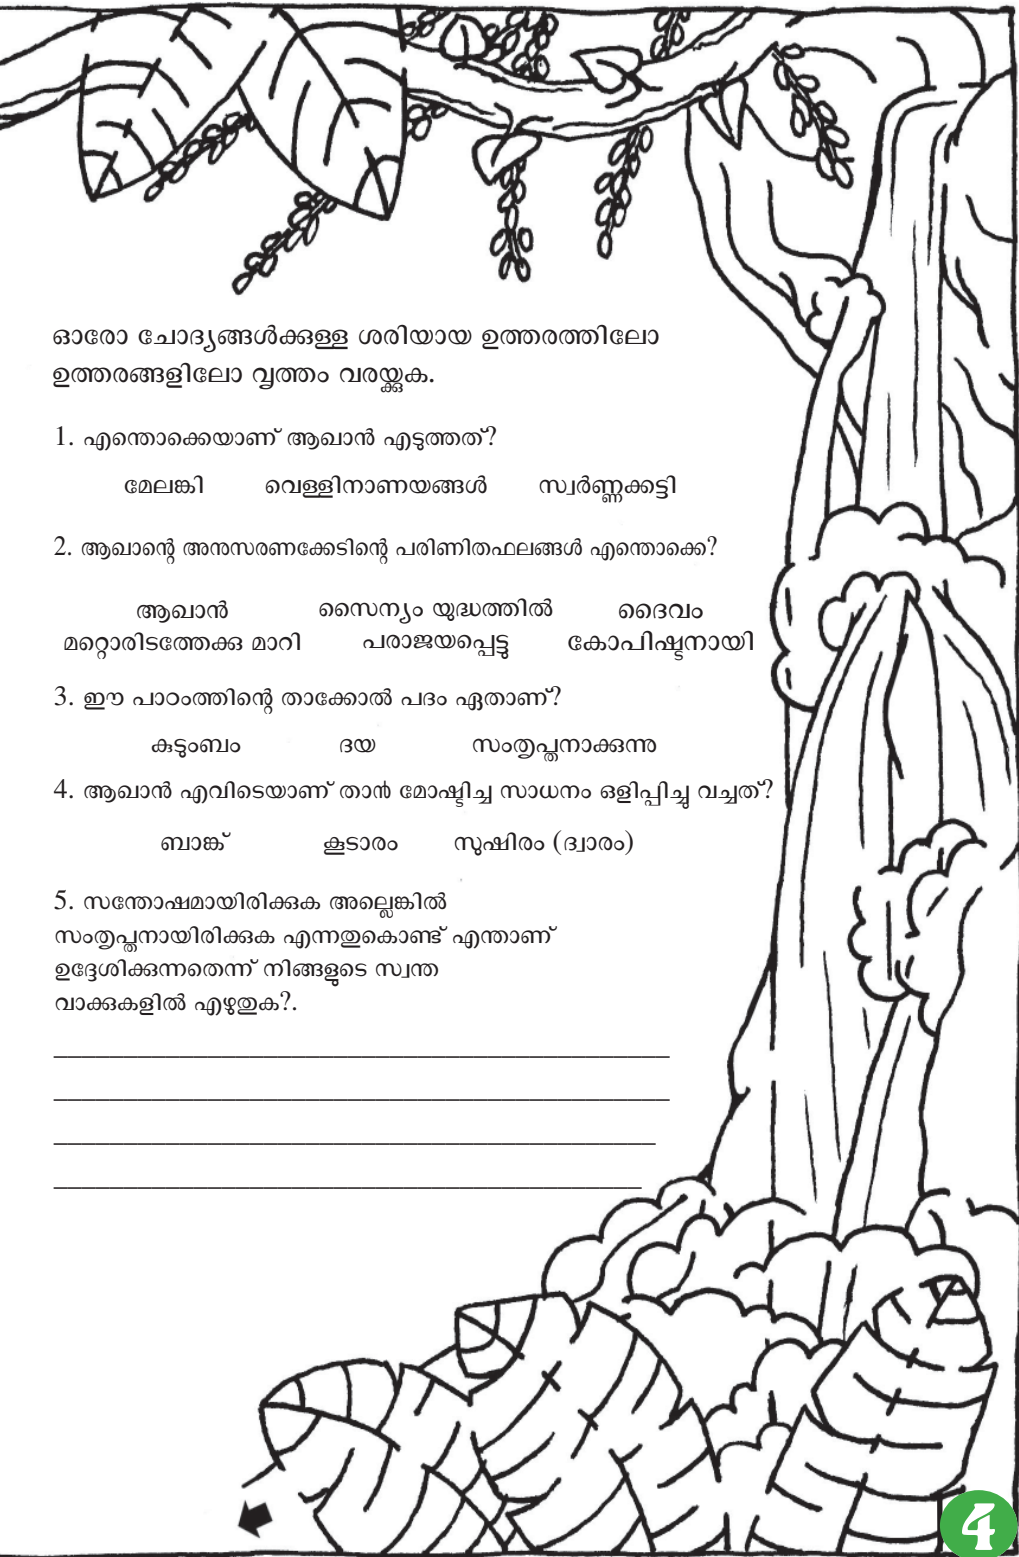 ഓരോ ചോദ്യങ്ങൾക്കുള്ള ശരിയായ ഉത്തരത്തിലോ
ഉത്തരങ്ങളിലോ വൃത്തം വരയ്ക്കുക.
1. എന്തൊക്കെയാണ് ആഖാൻ എടുത്തത്?
മേലങ്കി വെള്ളിനാണയങ്ങൾ സ്വർണ്ണക്കട്ടി
2. ആഖാന്റെ അനുസരണക്കേടിന്റെ പരിണിതഫലങ്ങൾ എന്തൊക്കെ?
ആഖാൻ സൈന്യം യുദ്ധത്തിൽ ദൈവം
മറ്റൊരിടത്തേക്കു മാറി പരാജയപ്പെട്ടു കോപിഷ്ടനായി
3. ഈ പാഠംത്തിന്റെ താക്കോൽ പദം ഏതാണ്?
കുടുംബം ദയ സംതൃപ്തനാക്കുന്നു
4. ആഖാൻ എവിടെയാണ് താൻ മോഷ്ടിച്ച സാധനം ഒളിപ്പിച്ചു വച്ചത്?
ബാങ്ക് കൂടാരം സുഷിരം (ദ്വാരം)
5. സന്തോഷമായിരിക്കുക അല്ലെങ്കിൽ
സംതൃപ്തനായിരിക്കുക എന്നതുകൊണ്ട് എന്താണ്
ഉദ്ദേശിക്കുന്നതെന്ന് നിങ്ങളുടെ സ്വന്ത
വാക്കുകളിൽ എഴുതുക?.
4